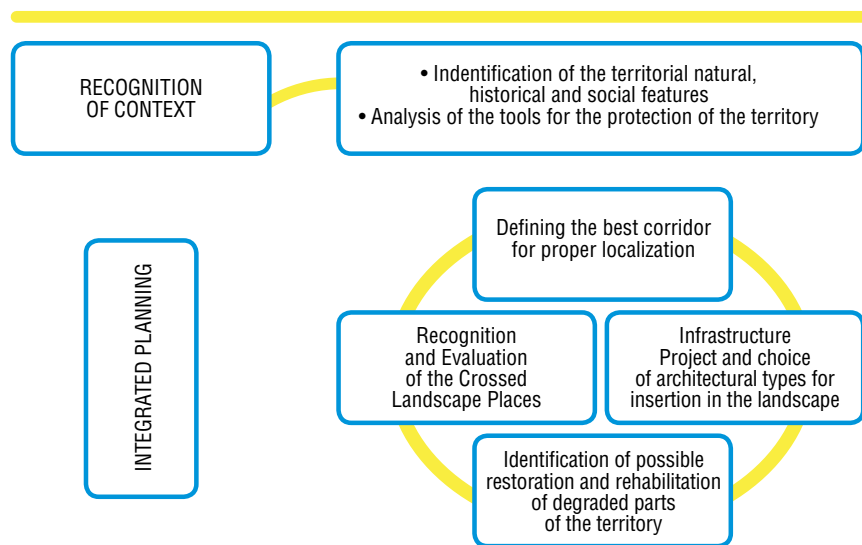 RECOGNITION
OF CONTEXT
• Indentification of the territorial natural,
historical and social features
• Analysis of the tools for the protection of the territory
INTEGRATED PLANNING
Defining the best corridor
for proper localization
Recognition
and Evaluation
of the Crossed
Landscape Places
Infrastructure
Project and choice
of architectural types for
insertion in the landscape
Identification of possible
restoration and rehabilitation
of degraded parts
of the territory